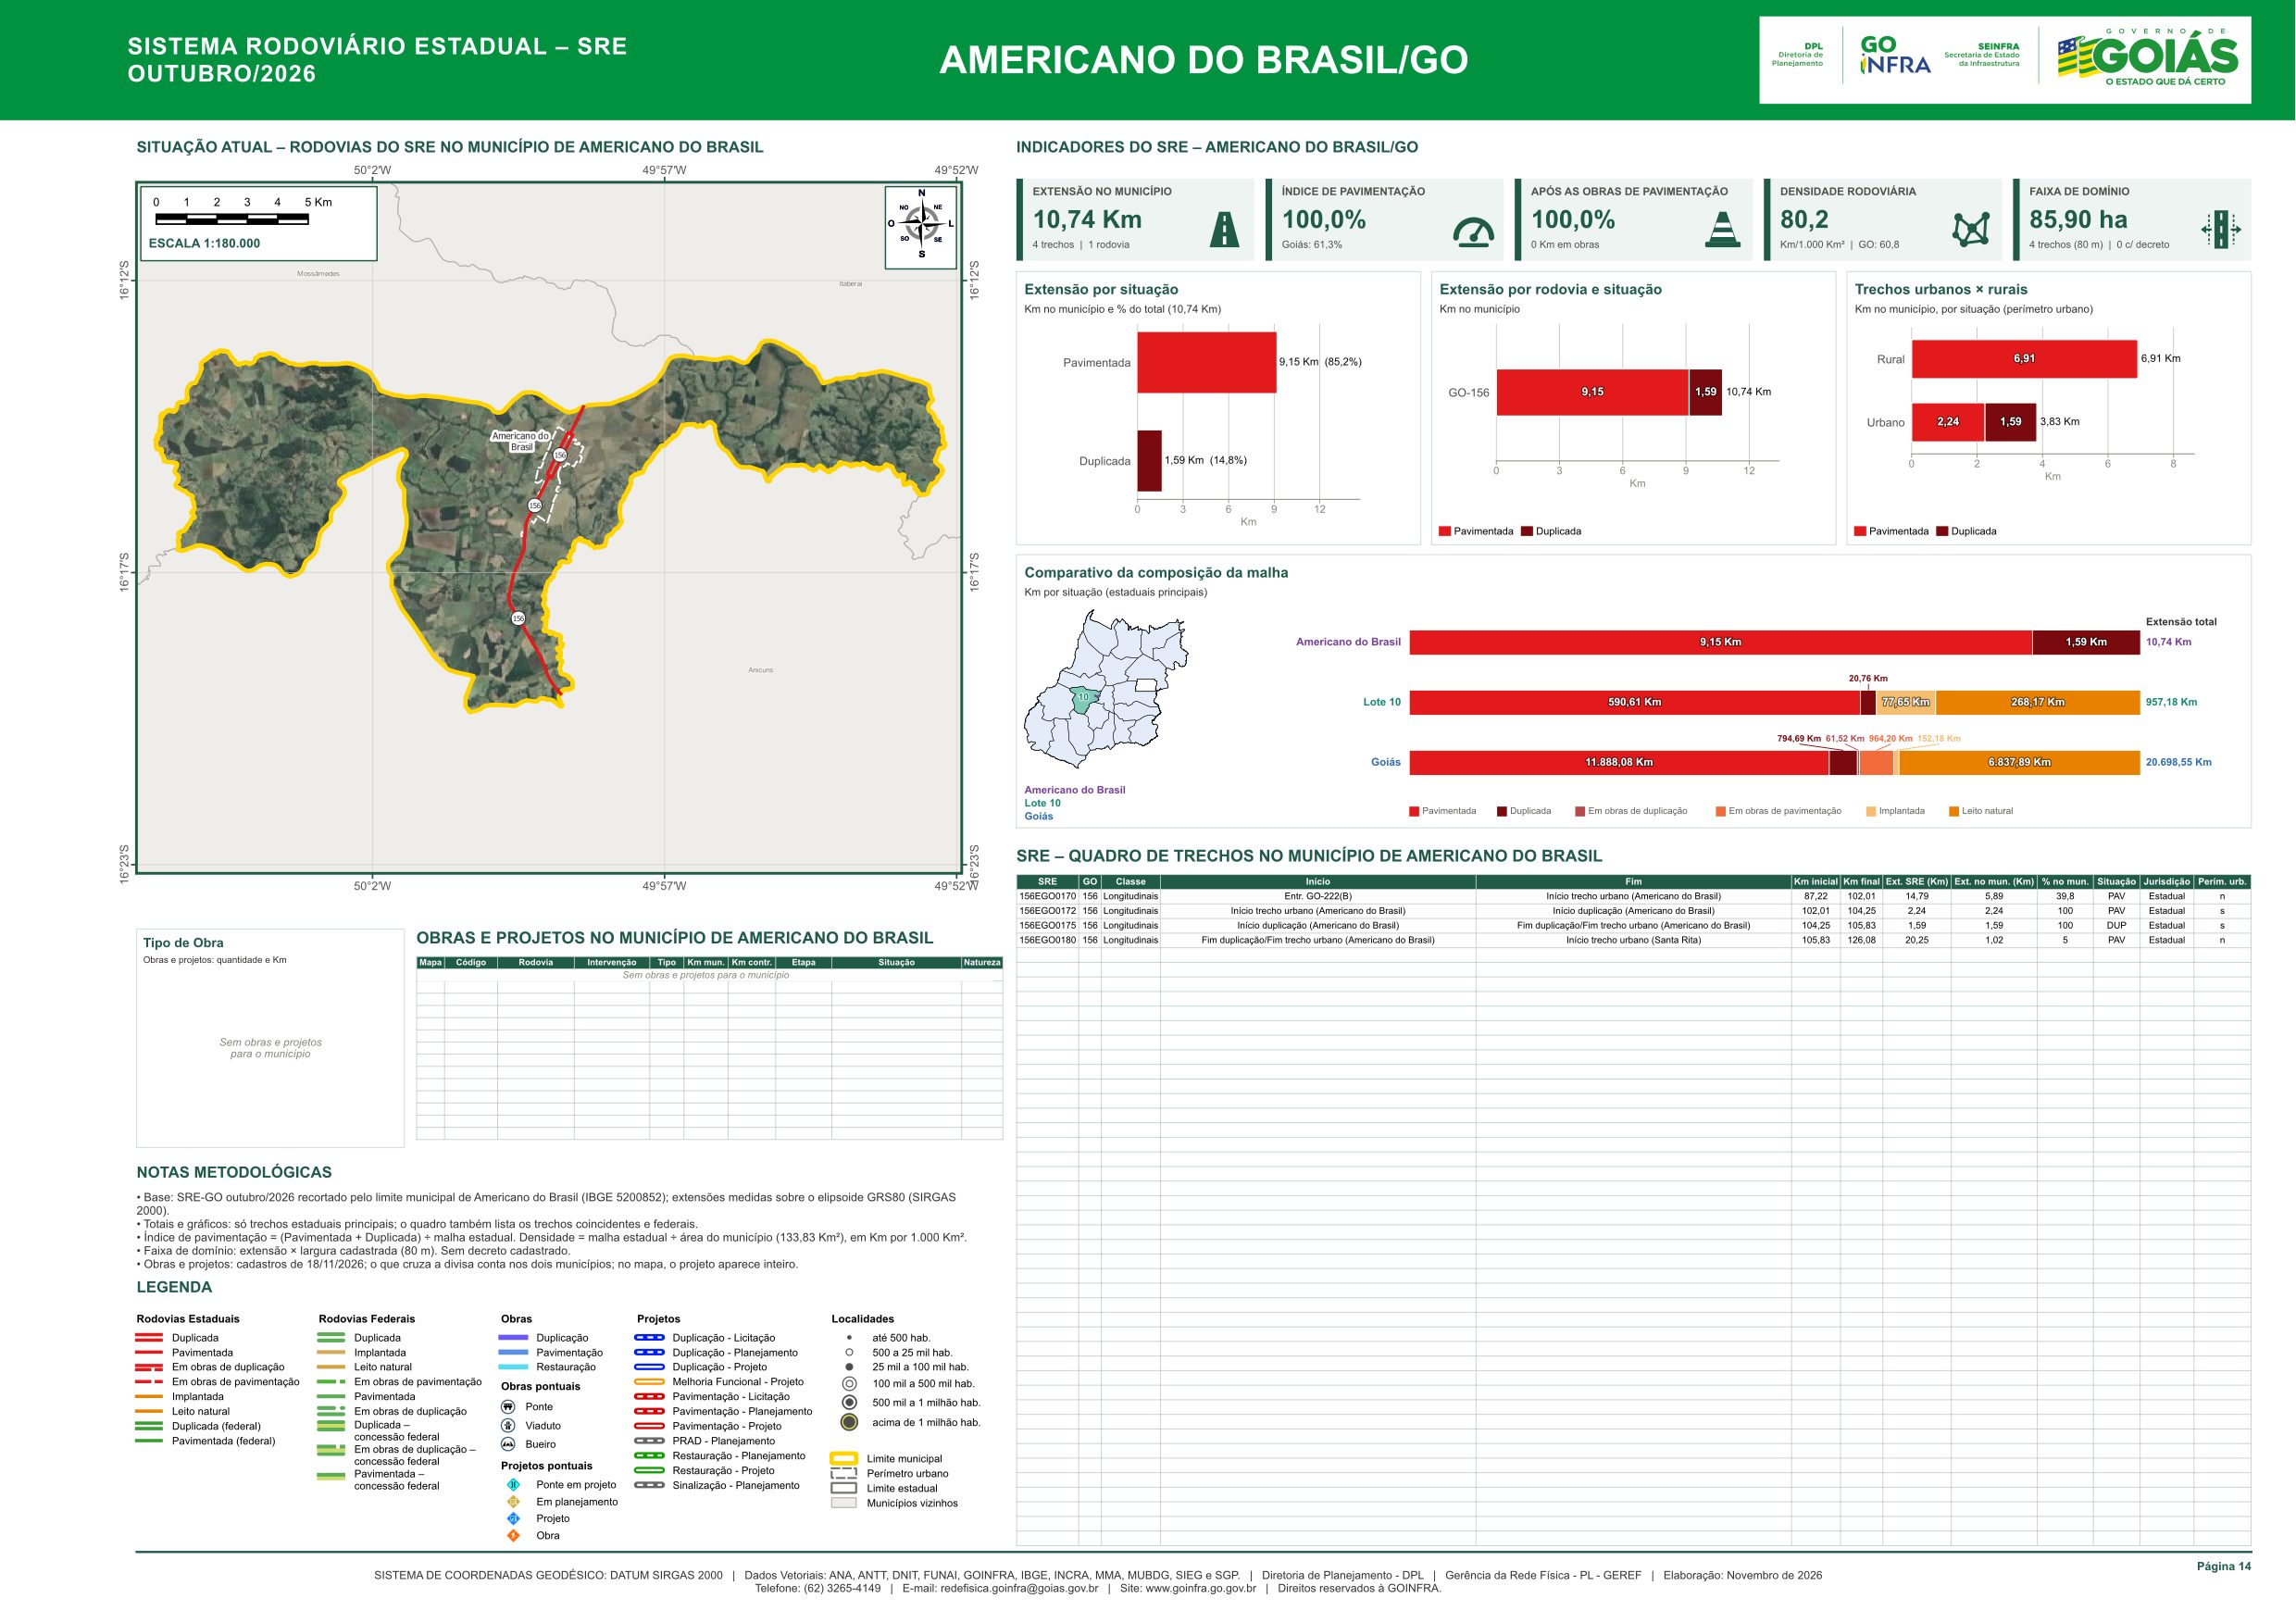 SISTEMA RODOVIÁRIO ESTADUAL – SRE
OUTUBRO/2026
AMERICANO DO BRASIL/GO
DPL
Diretoria de
Planejamento
GO
iNFRA
SEINFRA
Secretaria de Estado
da Infraestrutura
GOVERNO DE
GOIÁS
O ESTADO QUE DÁ CERTO
SITUAÇÃO ATUAL – RODOVIAS DO SRE NO MUNICÍPIO DE AMERICANO DO BRASIL
50°2'W
49°57'W
49°52'W
0 1 2 3 4 5 Km
ESCALA 1:180.000
N
NO NE
O L
SO SE
S
16°12'S
16°12'S
Mossâmedes
Itaberaí
Americano do
Brasil
156
156
16°17'S
16°17'S
156
Anicuns
16°23'S
16°23'S
50°2'W
49°57'W
49°52'W
INDICADORES DO SRE – AMERICANO DO BRASIL/GO
EXTENSÃO NO MUNICÍPIO
10,74 Km
4 trechos | 1 rodovia
ÍNDICE DE PAVIMENTAÇÃO
100,0%
Goiás: 61,3%
APÓS AS OBRAS DE PAVIMENTAÇÃO
100,0%
0 Km em obras
DENSIDADE RODOVIÁRIA
80,2
Km/1.000 Km² | GO: 60,8
FAIXA DE DOMÍNIO
85,90 ha
4 trechos (80 m) | 0 c/ decreto
Extensão por situação
Km no município e % do total (10,74 Km)
Pavimentada
9,15 Km (85,2%)
Duplicada
1,59 Km (14,8%)
0 3 6 9 12
Km
Extensão por rodovia e situação
Km no município
GO-156
9,15 1,59 10,74 Km
0 3 6 9 12
Km
Pavimentada Duplicada
Trechos urbanos × rurais
Km no município, por situação (perímetro urbano)
Rural 6,91 6,91 Km
Urbano 2,24 1,59 3,83 Km
0 2 4 6 8
Km
Pavimentada Duplicada
Comparativo da composição da malha
Km por situação (estaduais principais)
10
Americano do Brasil
Lote 10
Goiás
Extensão total
Americano do Brasil 9,15 Km 1,59 Km 10,74 Km
20,76 Km
Lote 10 590,61 Km 77,65 Km 268,17 Km 957,18 Km
794,69 Km 61,52 Km 964,20 Km 152,18 Km
Goiás 11.888,08 Km 6.837,89 Km 20.698,55 Km
Pavimentada Duplicada Em obras de duplicação Em obras de pavimentação Implantada Leito natural
SRE – QUADRO DE TRECHOS NO MUNICÍPIO DE AMERICANO DO BRASIL
SRE GO Classe Início Fim Km inicial Km final Ext. SRE (Km) Ext. no mun. (Km) % no mun. Situação Jurisdição Perím. urb.
156EGO0170 156 Longitudinais Entr. GO-222(B) Início trecho urbano (Americano do Brasil) 87,22 102,01 14,79 5,89 39,8 PAV Estadual n
156EGO0172 156 Longitudinais Início trecho urbano (Americano do Brasil) Início duplicação (Americano do Brasil) 102,01 104,25 2,24 2,24 100 PAV Estadual s
156EGO0175 156 Longitudinais Início duplicação (Americano do Brasil) Fim duplicação/Fim trecho urbano (Americano do Brasil) 104,25 105,83 1,59 1,59 100 DUP Estadual s
156EGO0180 156 Longitudinais Fim duplicação/Fim trecho urbano (Americano do Brasil) Início trecho urbano (Santa Rita) 105,83 126,08 20,25 1,02 5 PAV Estadual n
Tipo de Obra
Obras e projetos: quantidade e Km
Sem obras e projetos
para o município
OBRAS E PROJETOS NO MUNICÍPIO DE AMERICANO DO BRASIL
Mapa Código Rodovia Intervenção Tipo Km mun. Km contr. Etapa Situação Natureza
Sem obras e projetos para o município
NOTAS METODOLÓGICAS
• Base: SRE-GO outubro/2026 recortado pelo limite municipal de Americano do Brasil (IBGE 5200852); extensões medidas sobre o elipsoide GRS80 (SIRGAS
2000).
• Totais e gráficos: só trechos estaduais principais; o quadro também lista os trechos coincidentes e federais.
• Índice de pavimentação = (Pavimentada + Duplicada) ÷ malha estadual. Densidade = malha estadual ÷ área do município (133,83 Km²), em Km por 1.000 Km².
• Faixa de domínio: extensão × largura cadastrada (80 m). Sem decreto cadastrado.
• Obras e projetos: cadastros de 18/11/2026; o que cruza a divisa conta nos dois municípios; no mapa, o projeto aparece inteiro.
LEGENDA
Rodovias Estaduais
Duplicada
Pavimentada
Em obras de duplicação
Em obras de pavimentação
Implantada
Leito natural
Duplicada (federal)
Pavimentada (federal)
Rodovias Federais
Duplicada
Implantada
Leito natural
Em obras de pavimentação
Pavimentada
Em obras de duplicação
Duplicada –
concessão federal
Em obras de duplicação –
concessão federal
Pavimentada –
concessão federal
Obras
Duplicação
Pavimentação
Restauração
Obras pontuais
Ponte
Viaduto
Bueiro
Projetos pontuais
Ponte em projeto
Em planejamento
Projeto
Obra
Projetos
Duplicação - Licitação
Duplicação - Planejamento
Duplicação - Projeto
Melhoria Funcional - Projeto
Pavimentação - Licitação
Pavimentação - Planejamento
Pavimentação - Projeto
PRAD - Planejamento
Restauração - Planejamento
Restauração - Projeto
Sinalização - Planejamento
Localidades
até 500 hab.
500 a 25 mil hab.
25 mil a 100 mil hab.
100 mil a 500 mil hab.
500 mil a 1 milhão hab.
acima de 1 milhão hab.
Limite municipal
Perímetro urbano
Limite estadual
Municípios vizinhos
Página 14
SISTEMA DE COORDENADAS GEODÉSICO: DATUM SIRGAS 2000 | Dados Vetoriais: ANA, ANTT, DNIT, FUNAI, GOINFRA, IBGE, INCRA, MMA, MUBDG, SIEG e SGP. | Diretoria de Planejamento - DPL | Gerência da Rede Física - PL - GEREF | Elaboração: Novembro de 2026
Telefone: (62) 3265-4149 | E-mail: redefisica.goinfra@goias.gov.br | Site: www.goinfra.go.gov.br | Direitos reservados à GOINFRA.